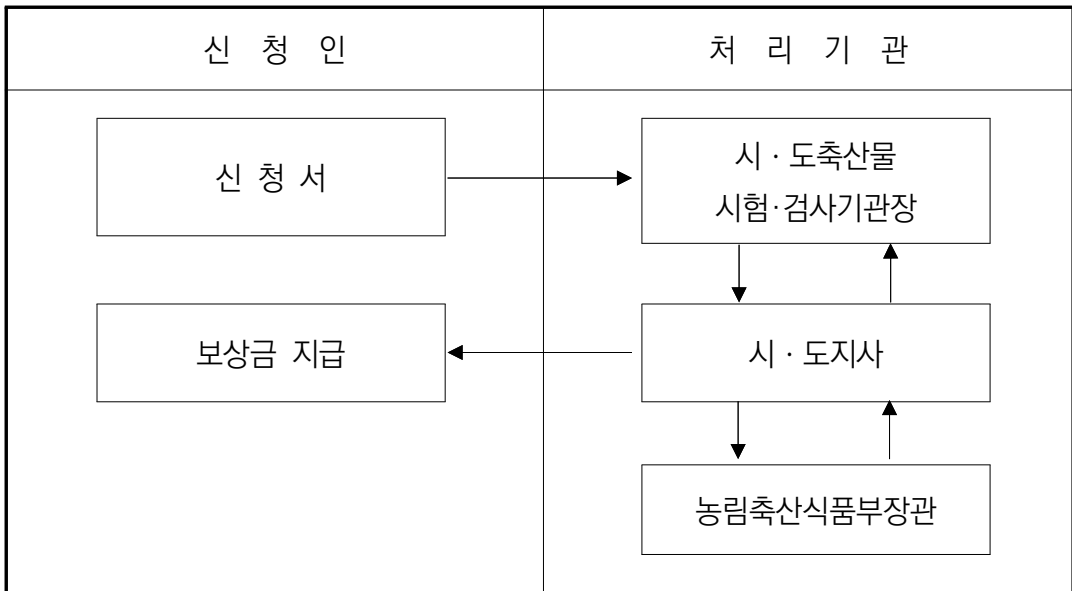 신 청 인
처 리 기 관
신 청 서
시 · 도축산물
시험·검사기관장
보상금 지급
시 · 도지사
농림축산식품부장관